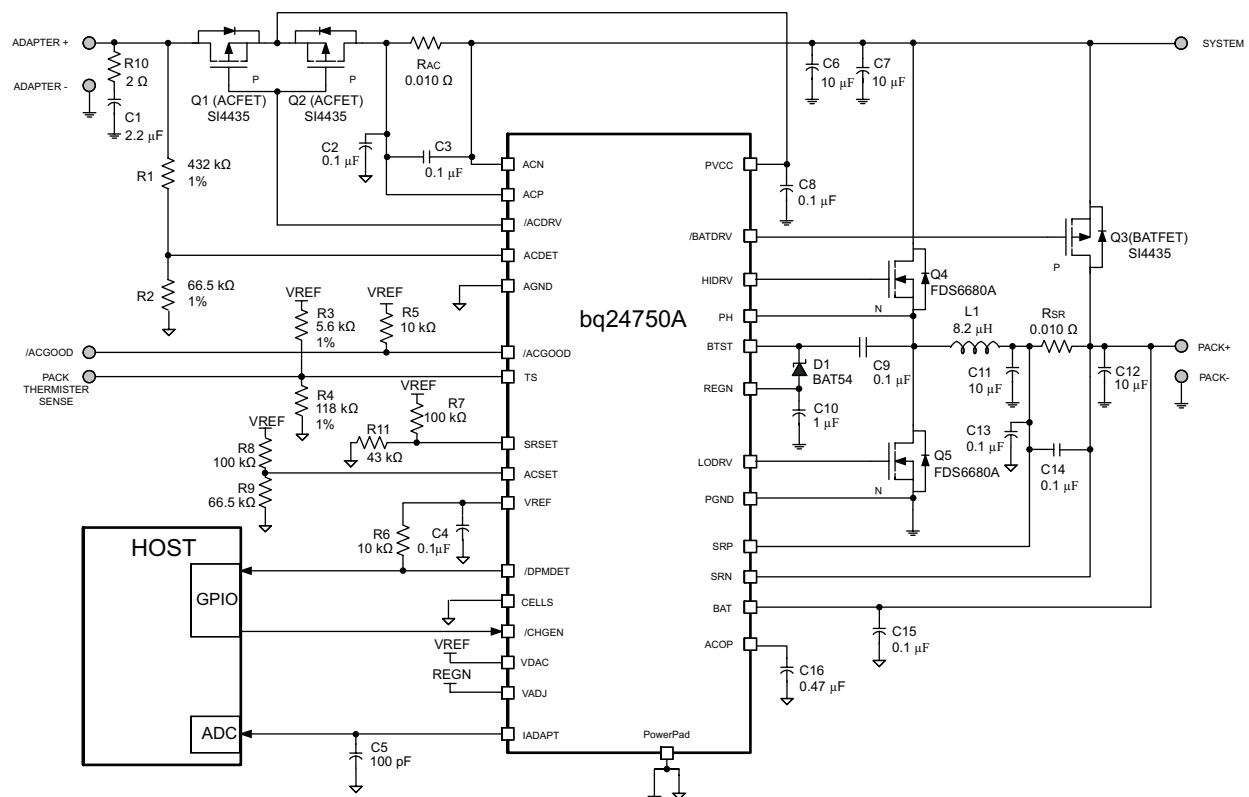 ADAPTER +
R10
2 Ω
ADAPTER -
C1
2.2 µF
P
Q1 (ACFET)
SI4435
P
Q2 (ACFET)
SI4435
RAC
0.010 Ω
C6
10 µF
C7
10 µF
SYSTEM
R1
432 kΩ
1%
R2
66.5 kΩ
1%
C2
0.1 µF
C3
0.1 µF
C8
0.1 µF
P
Q3(BATFET)
SI4435
bq24750A
ACN
ACP
/ACDRV
ACDET
AGND
/ACGOOD
TS
SRSET
ACSET
VREF
/DPMDET
CELLS
/CHGEN
VDAC
VADJ
IADAPT
PVCC
/BATDRV
HIDRV
PH
BTST
REGN
LODRV
PGND
SRP
SRN
BAT
ACOP
PowerPad
Q4
FDS6680A
N
L1
8.2 µH
RSR
0.010 Ω
PACK+
PACK-
D1
BAT54
C9
0.1 µF
C10
1 µF
C11
10 µF
C12
10 µF
C13
0.1 µF
C14
0.1 µF
Q5
FDS6680A
N
C15
0.1 µF
C16
0.47 µF
VREF
R3
5.6 kΩ
1%
VREF
R5
10 kΩ
/ACGOOD
PACK
THERMISTER
SENSE
R4
118 kΩ
1%
VREF
R7
100 kΩ
R11
43 kΩ
VREF
R8
100 kΩ
R9
66.5 kΩ
R6
10 kΩ
C4
0.1µF
HOST
GPIO
ADC
VREF
REGN
C5
100 pF